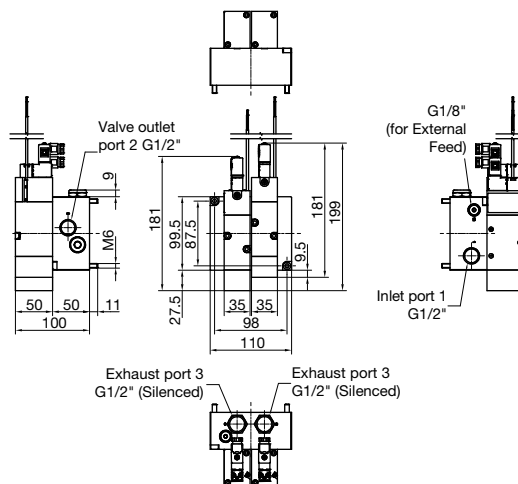 Valve outlet
port 2 G1/2"
G1/8"
(for External
Feed)
9
M6
50
50
11
100
181
99.5
87.5
27.5
35
35
98
110
9.5
181
199
Inlet port 1
G1/2"
Exhaust port 3
G1/2" (Silenced)
Exhaust port 3
G1/2" (Silenced)